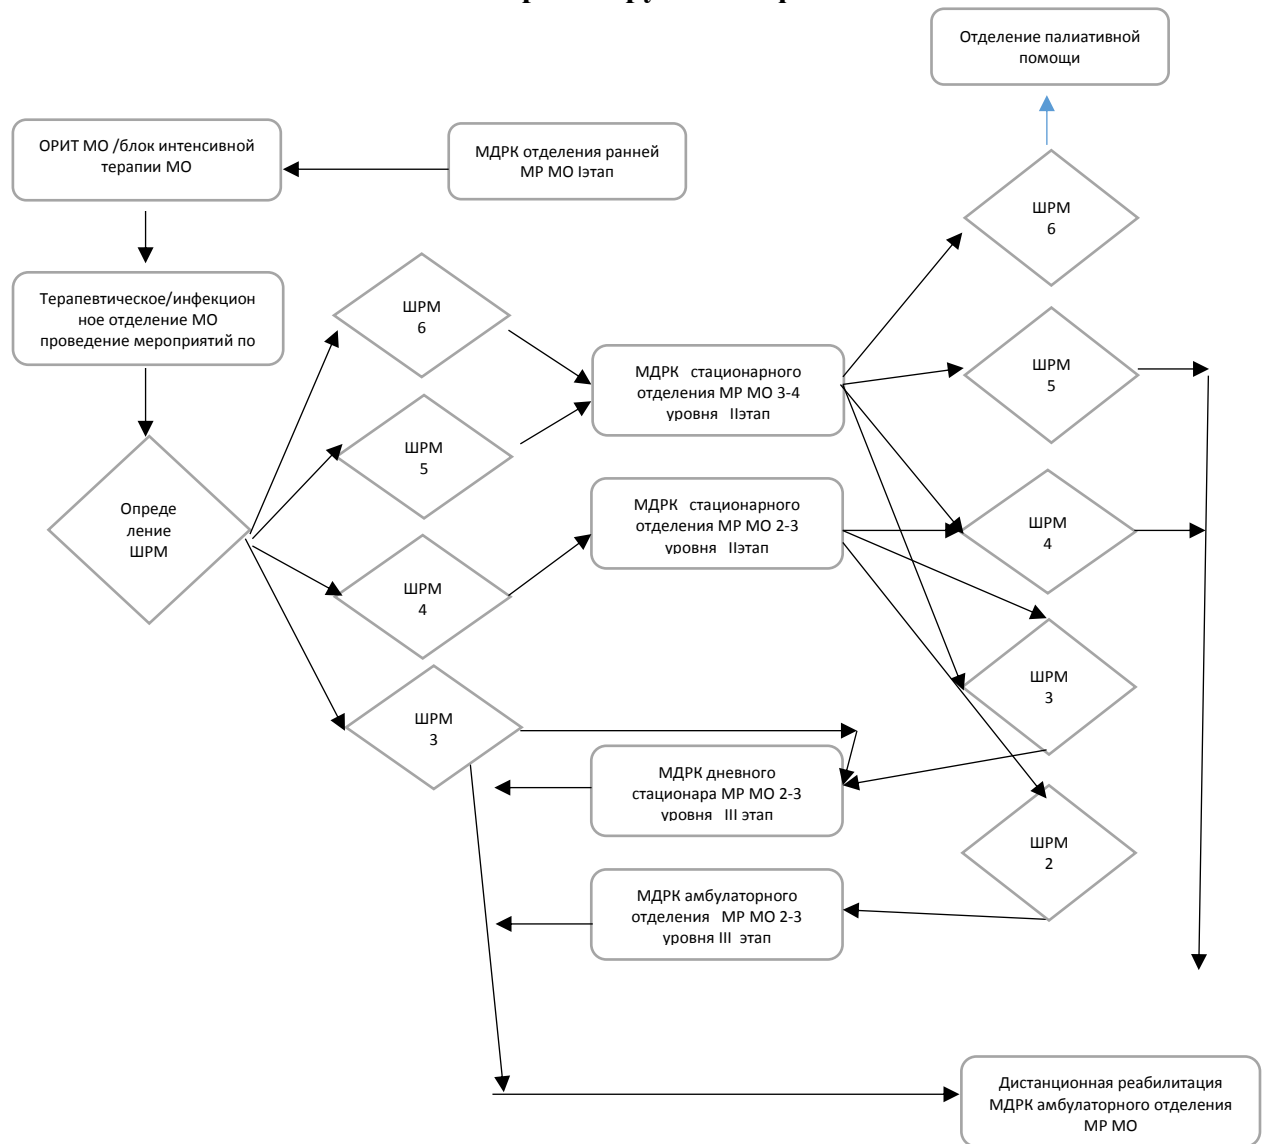 Отделение палиативной
помощи
ОРИТ МО /блок интенсивной
терапии МО
МДРК отделения ранней
МР МО Iэтап
ШРМ
6
Терапевтическое/инфекцион
ное отделение МО
проведение мероприятий по
ШРМ
6
МДРК стационарного
отделения МР МО 3-4
уровня IIэтап
ШРМ
5
ШРМ
5
Опреде
ление
ШРМ
МДРК стационарного
отделения МР МО 2-3
уровня IIэтап
ШРМ
4
ШРМ
4
ШРМ
3
ШРМ
3
МДРК дневного
стационара МР МО 2-3
уровня III этап
ШРМ
2
МДРК амбулаторного
отделения МР МО 2-3
уровня III этап
Дистанционная реабилитация
МДРК амбулаторного отделения
МР МО